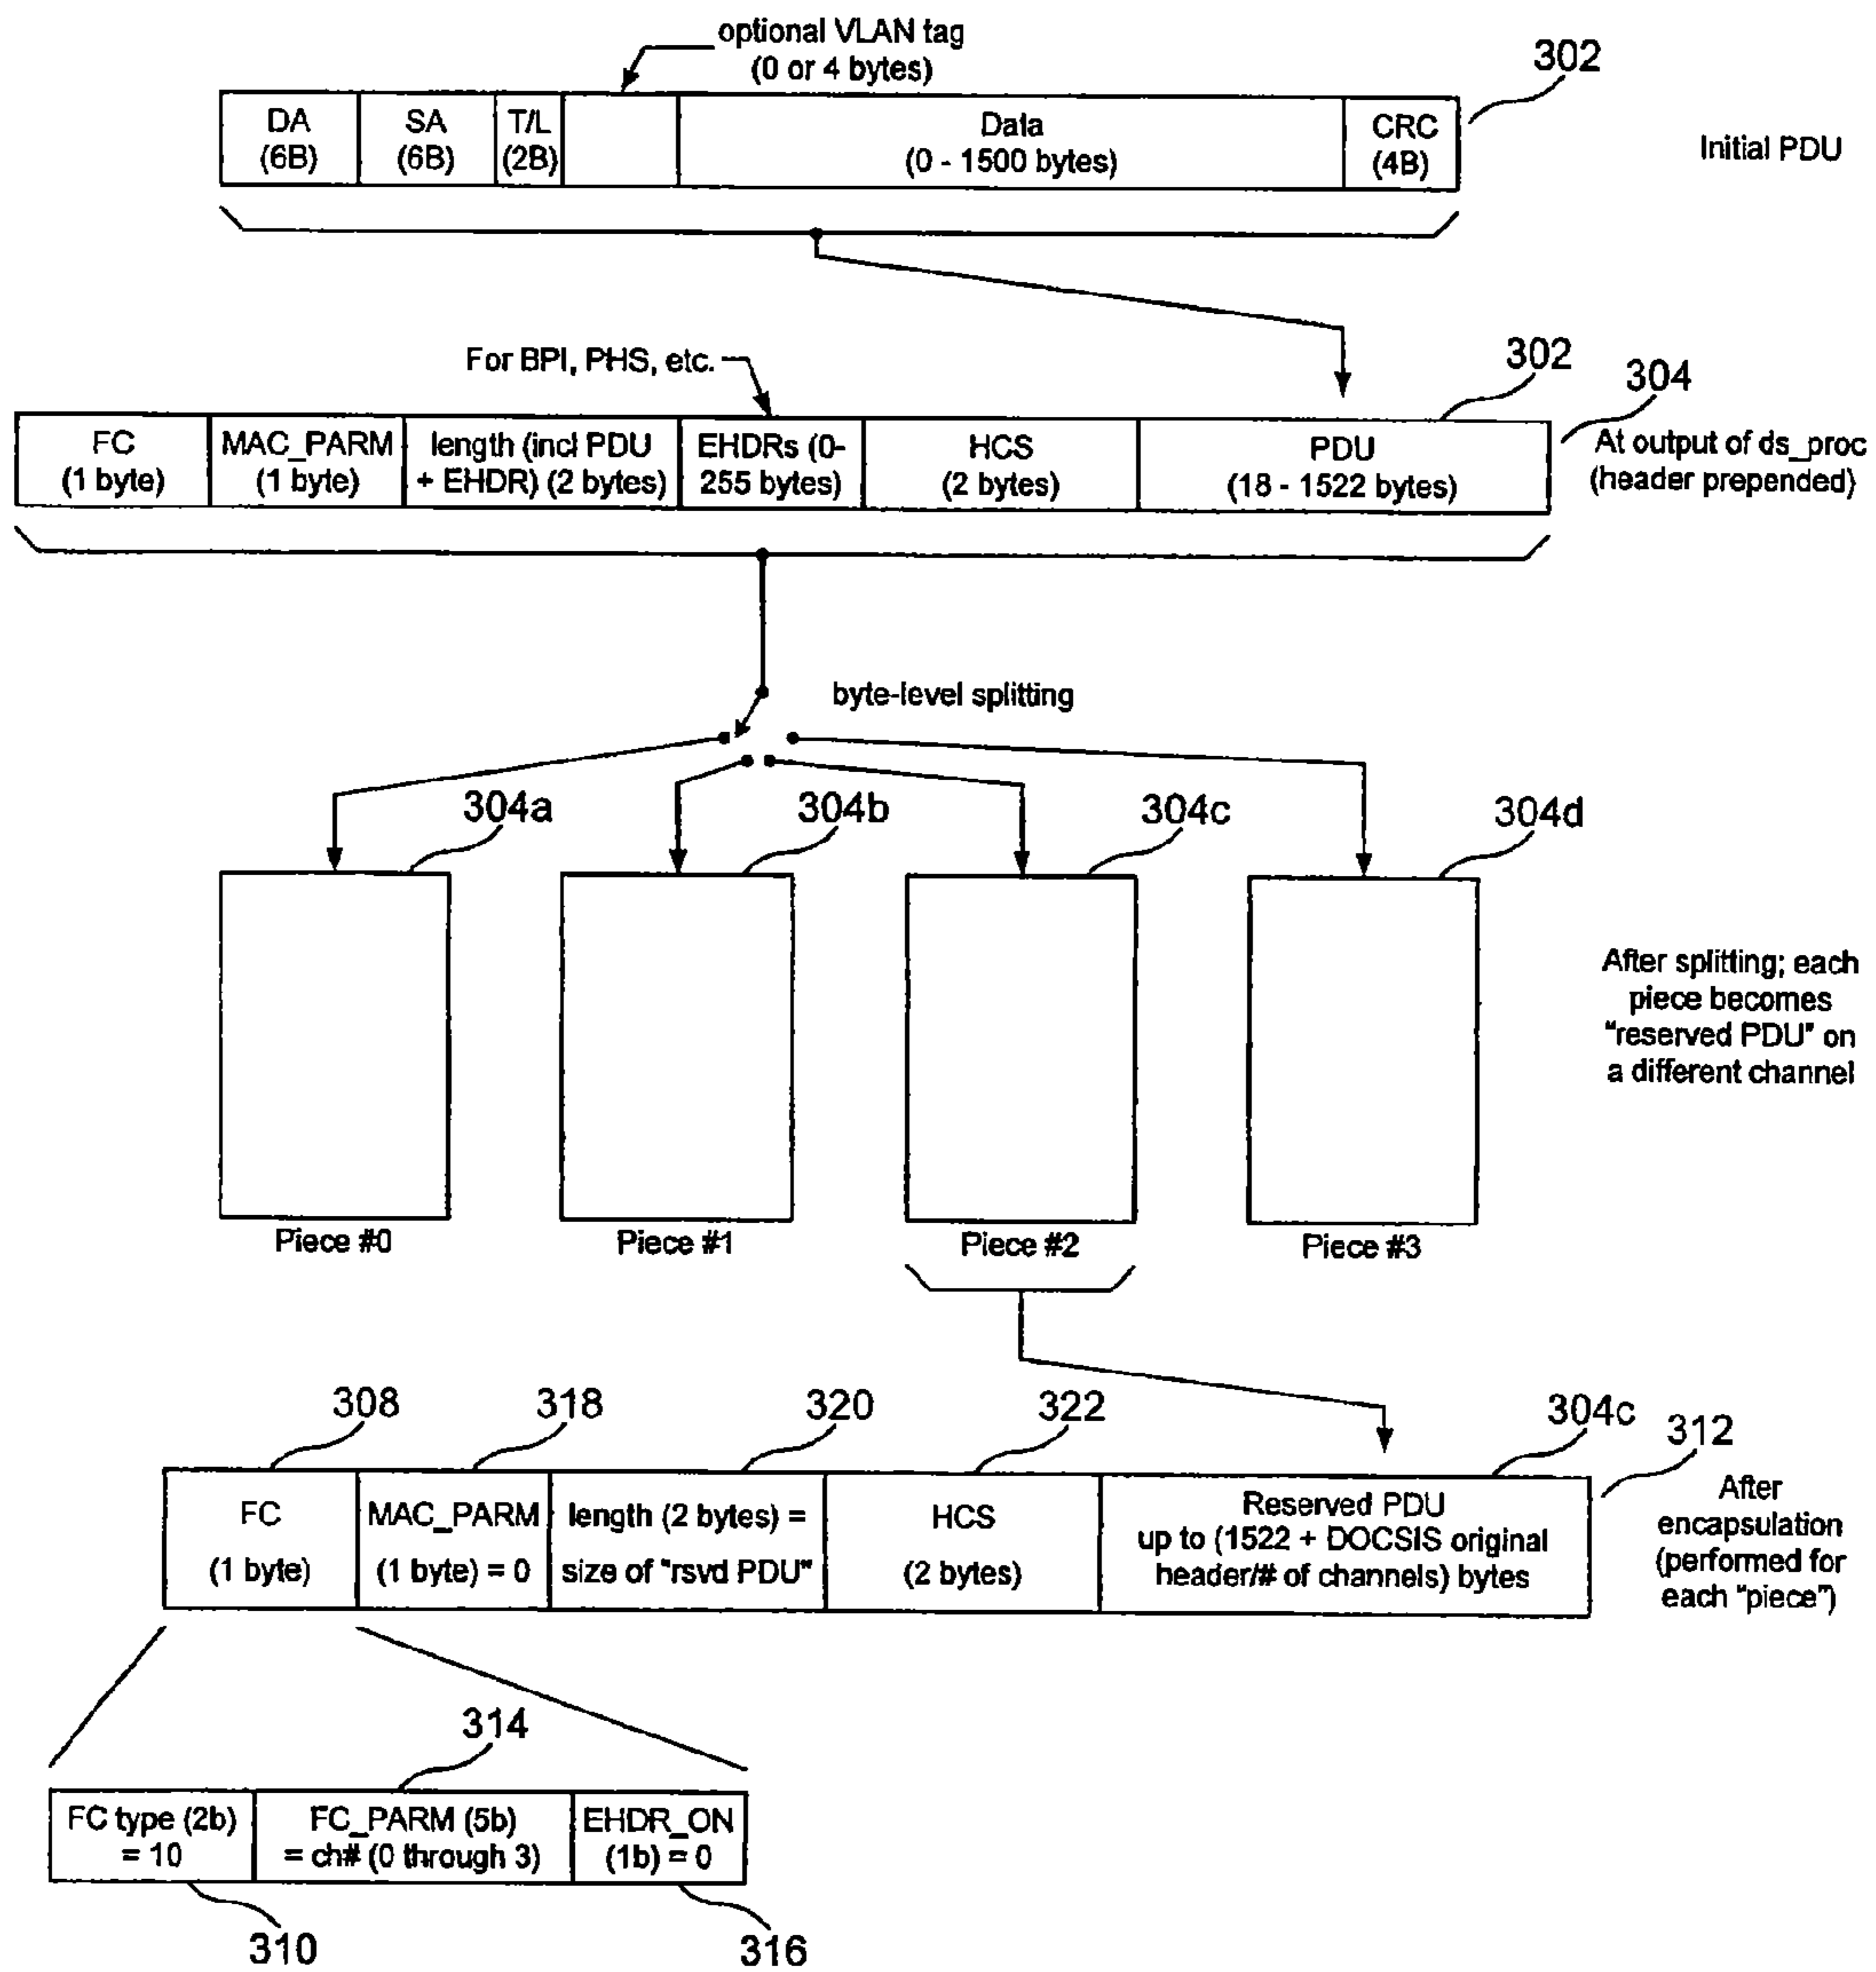 optional VLAN tag
(0 or 4 bytes)
302
DA
(6B)
SA
(6B)
T/L
(2B)
Data
(0 - 1500 bytes)
CRC
(4B)
Initial PDU
For BPI, PHS, etc.
302
304
FC
(1 byte)
MAC_PARM
(1 byte)
length (incl PDU
+ EHDR) (2 bytes)
EHDRs (0-
255 bytes)
HCS
(2 bytes)
PDU
(18 - 1522 bytes)
At output of ds_proc
(header prepended)
byte-level splitting
304a
304b
304c
304d
Piece #0
Piece #1
Piece #2
Piece #3
After splitting; each
piece becomes
"reserved PDU" on
a different channel
308
318
320
322
304c
312
FC
(1 byte)
MAC_PARM
(1 byte) = 0
length (2 bytes) =
size of "rsvd PDU"
HCS
(2 bytes)
Reserved PDU
up to (1522 + DOCSIS original
header/# of channels) bytes
After
encapsulation
(performed for
each "piece")
314
FC type (2b)
= 10
FC_PARM (5b)
= ch# (0 through 3)
EHDR_ON
(1b) = 0
310
316